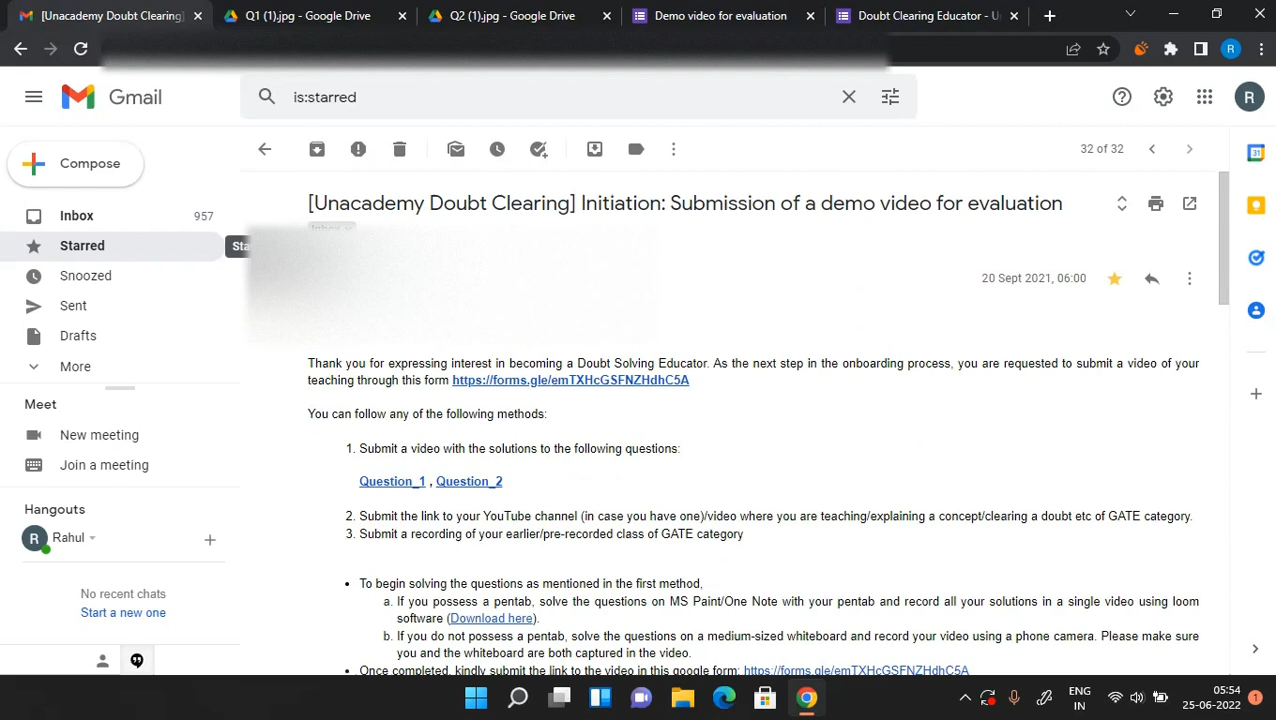 [Unacademy Doubt Clearing]
Q1 (1).jpg - Google Drive
Q2 (1).jpg - Google Drive
Demo video for evaluation
Doubt Clearing Educator - U
R
Gmail
is:starred
R
Compose
32 of 32
Inbox 957
[Unacademy Doubt Clearing] Initiation: Submission of a demo video for evaluation
Inbox
Starred
Snoozed
20 Sept 2021, 06:00
Sent
Drafts
More
Thank you for expressing interest in becoming a Doubt Solving Educator. As the next step in the onboarding process, you are requested to submit a video of your
teaching through this form https://forms.gle/emTXHcGSFNZHdhC5A
Meet
You can follow any of the following methods:
New meeting
1. Submit a video with the solutions to the following questions:
Join a meeting
Question_1 , Question_2
Hangouts
2. Submit the link to your YouTube channel (in case you have one)/video where you are teaching/explaining a concept/clearing a doubt etc of GATE category.
3. Submit a recording of your earlier/pre-recorded class of GATE category
R Rahul
No recent chats
Start a new one
• To begin solving the questions as mentioned in the first method,
a. If you possess a pentab, solve the questions on MS Paint/One Note with your pentab and record all your solutions in a single video using loom
software (Download here).
b. If you do not possess a pentab, solve the questions on a medium-sized whiteboard and record your video using a phone camera. Please make sure
you and the whiteboard are both captured in the video.
• Once completed, kindly submit the link to the video in this google form: https://forms.gle/emTXHcGSFNZHdhC5A
ENG
IN
05:54
25-06-2022
1